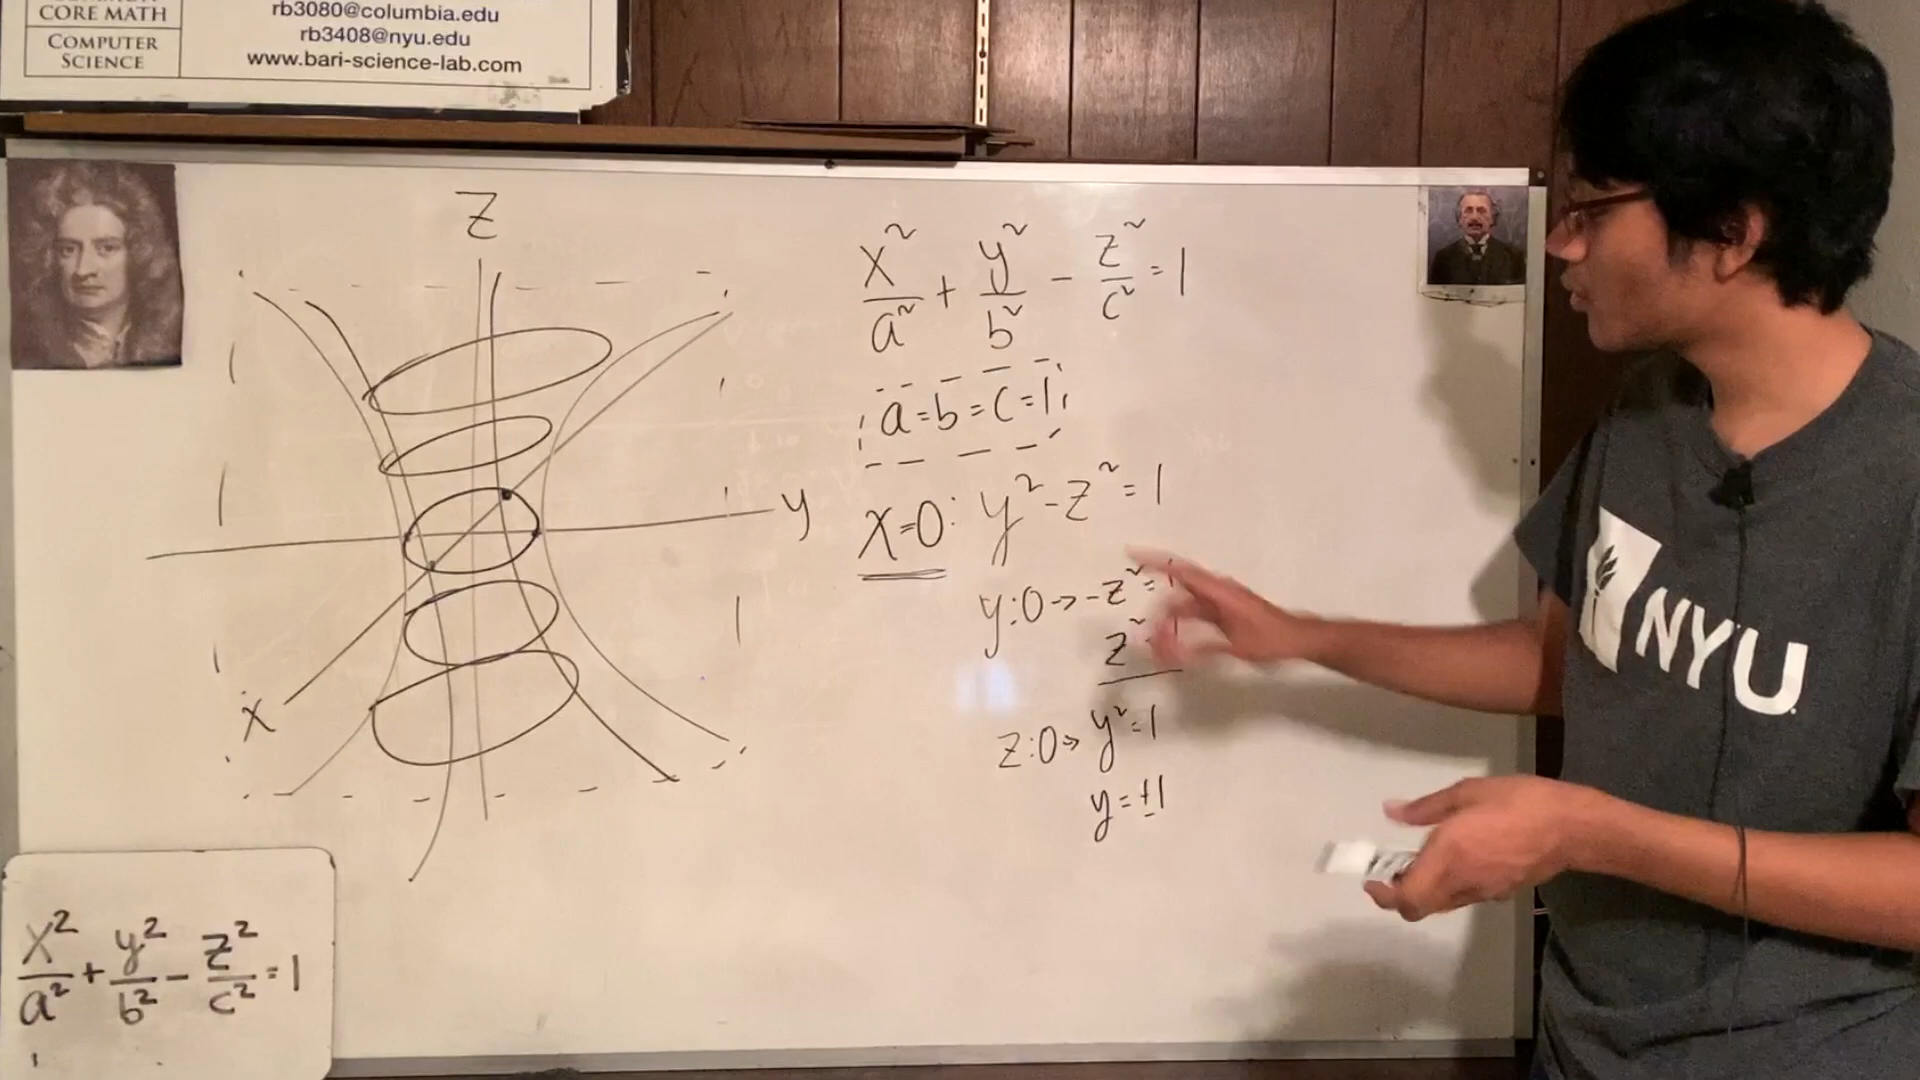 CORE MATH
COMPUTER
SCIENCE
rb3080@columbia.edu
rb3408@nyu.edu
www.bari-science-lab.com
Z
y
x
x²/a² + y²/b² - z²/c² = 1
a=b=c=1
x=0: y²-z²=1
y:0→-z²=
z²
z:0→y²=1
y=±1
x²/a² + y²/b² - z²/c² = 1
NYU